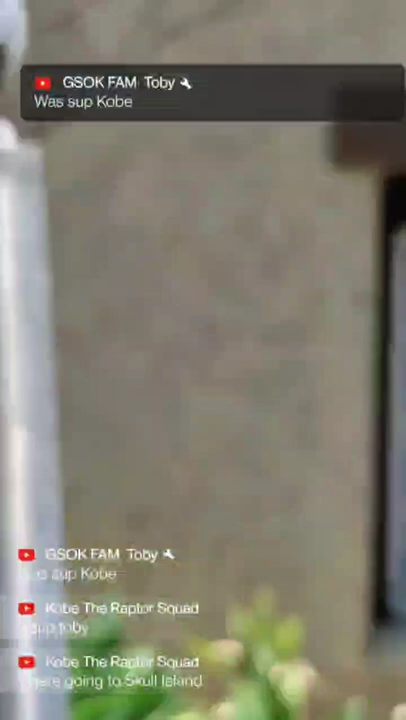 GSOK FAM Toby
Was sup Kobe
GSOK FAM Toby
sup Kobe
Kobe The Raptor Squad
toby
Kobe The Raptor Squad
going to Skull Island